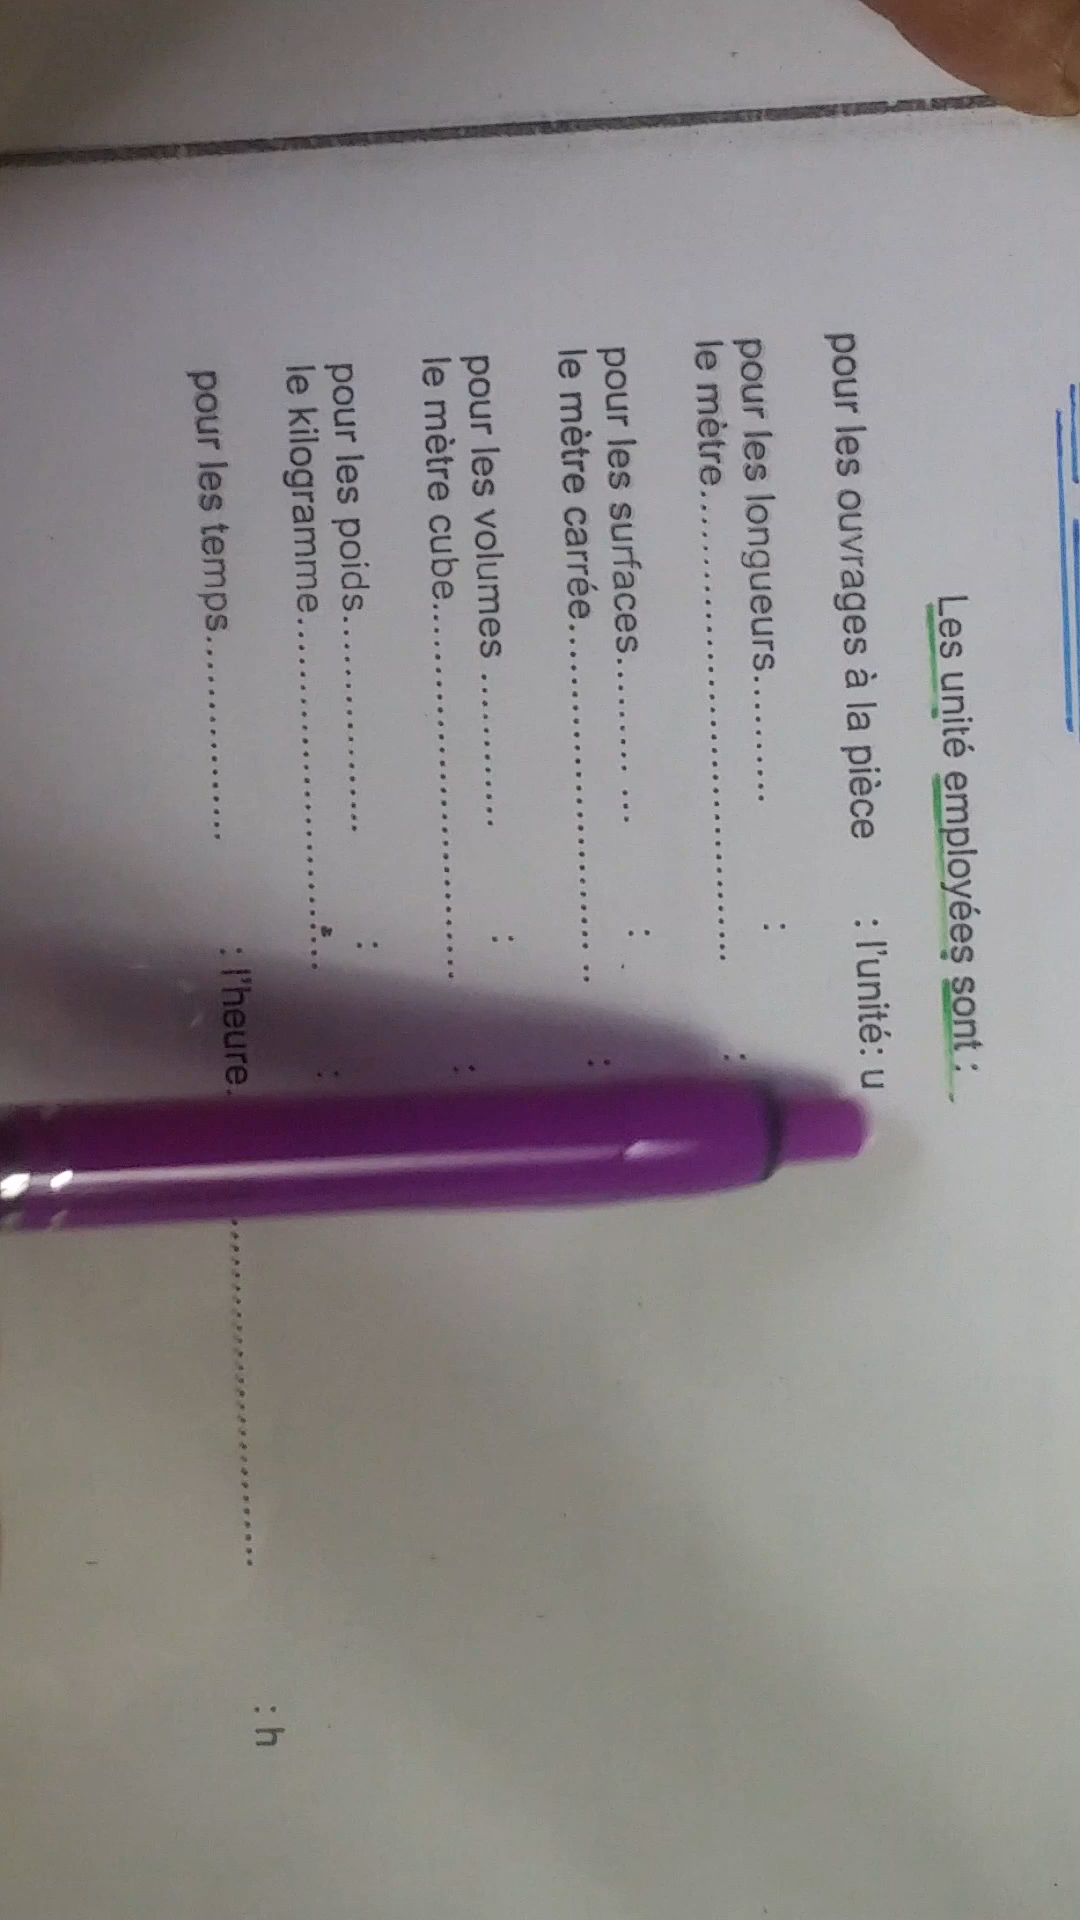 Les unité employées sont :
pour les ouvrages à la pièce : l'unité: u
pour les longueurs.......... :
le mètre.................................... :
pour les surfaces......... ... :
le mètre carrée........................... .. :
pour les volumes ............ :
le mètre cube............................. :
pour les poids................ :
le kilogramme........................... :
pour les temps............... : l'heure............................... : h